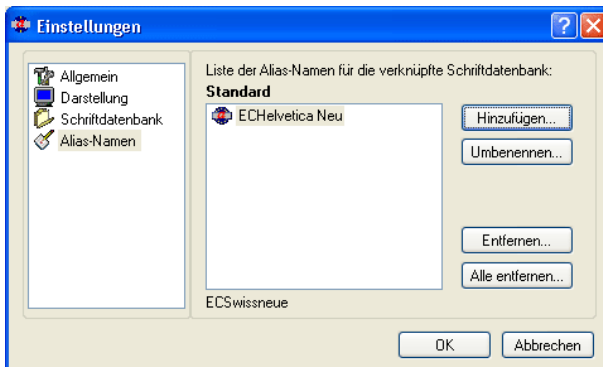 Einstellungen
Allgemein
Darstellung
Schriftdatenbank
Alias-Namen
Liste der Alias-Namen für die verknüpfte Schriftdatenbank:
Standard
ECHelvetica Neu
Hinzufügen...
Umbenennen...
Entfernen...
Alle entfernen...
ECSwissneue
OK
Abbrechen